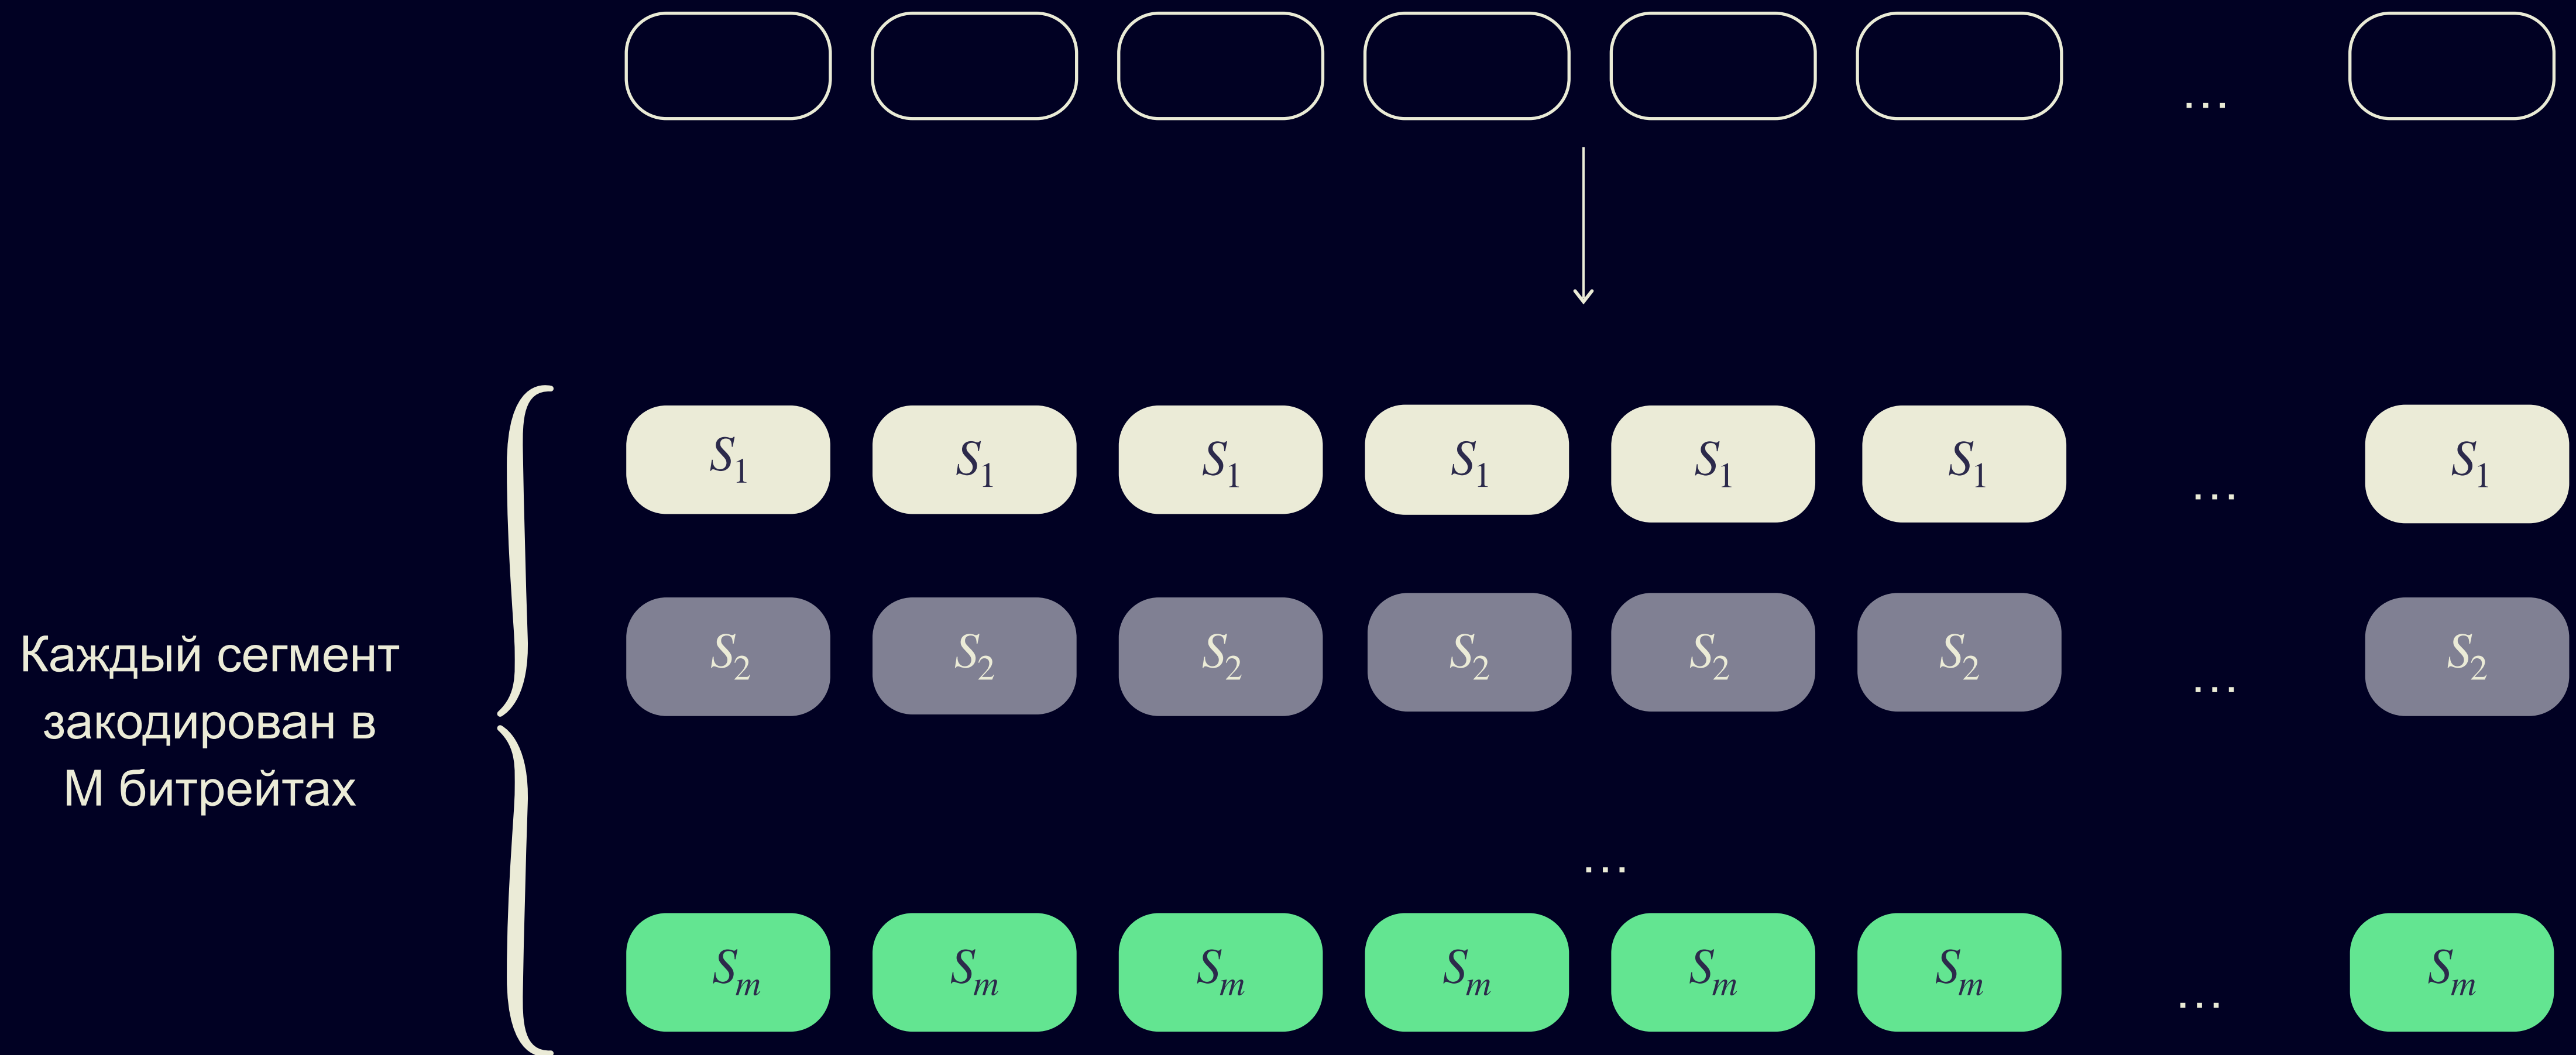 …
S₁ S₁ S₁ S₁ S₁ S₁ … S₁
S₂ S₂ S₂ S₂ S₂ S₂ … S₂
Каждый сегмент
закодирован в
М битрейтах
…
Sₘ Sₘ Sₘ Sₘ Sₘ Sₘ … Sₘ